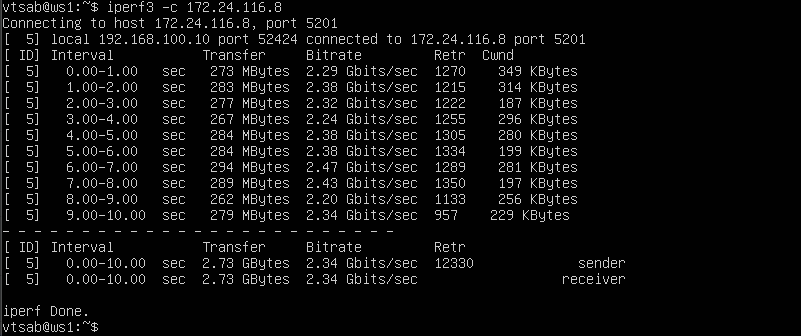 vtsab@ws1:~$ iperf3 -c 172.24.116.8
Connecting to host 172.24.116.8, port 5201
[  5] local 192.168.100.10 port 52424 connected to 172.24.116.8 port 5201
[ ID] Interval           Transfer     Bitrate         Retr  Cwnd
[  5]   0.00-1.00   sec   273 MBytes  2.29 Gbits/sec  1270    349 KBytes
[  5]   1.00-2.00   sec   283 MBytes  2.38 Gbits/sec  1215    314 KBytes
[  5]   2.00-3.00   sec   277 MBytes  2.32 Gbits/sec  1222    187 KBytes
[  5]   3.00-4.00   sec   267 MBytes  2.24 Gbits/sec  1255    296 KBytes
[  5]   4.00-5.00   sec   284 MBytes  2.38 Gbits/sec  1305    280 KBytes
[  5]   5.00-6.00   sec   284 MBytes  2.38 Gbits/sec  1334    199 KBytes
[  5]   6.00-7.00   sec   294 MBytes  2.47 Gbits/sec  1289    281 KBytes
[  5]   7.00-8.00   sec   289 MBytes  2.43 Gbits/sec  1350    197 KBytes
[  5]   8.00-9.00   sec   262 MBytes  2.20 Gbits/sec  1133    256 KBytes
[  5]   9.00-10.00  sec   279 MBytes  2.34 Gbits/sec  957    229 KBytes
- - - - - - - - - - - - - - - - - - - - - - - - -
[ ID] Interval           Transfer     Bitrate         Retr
[  5]   0.00-10.00  sec  2.73 GBytes  2.34 Gbits/sec  12330             sender
[  5]   0.00-10.00  sec  2.73 GBytes  2.34 Gbits/sec                  receiver
iperf Done.
vtsab@ws1:~$